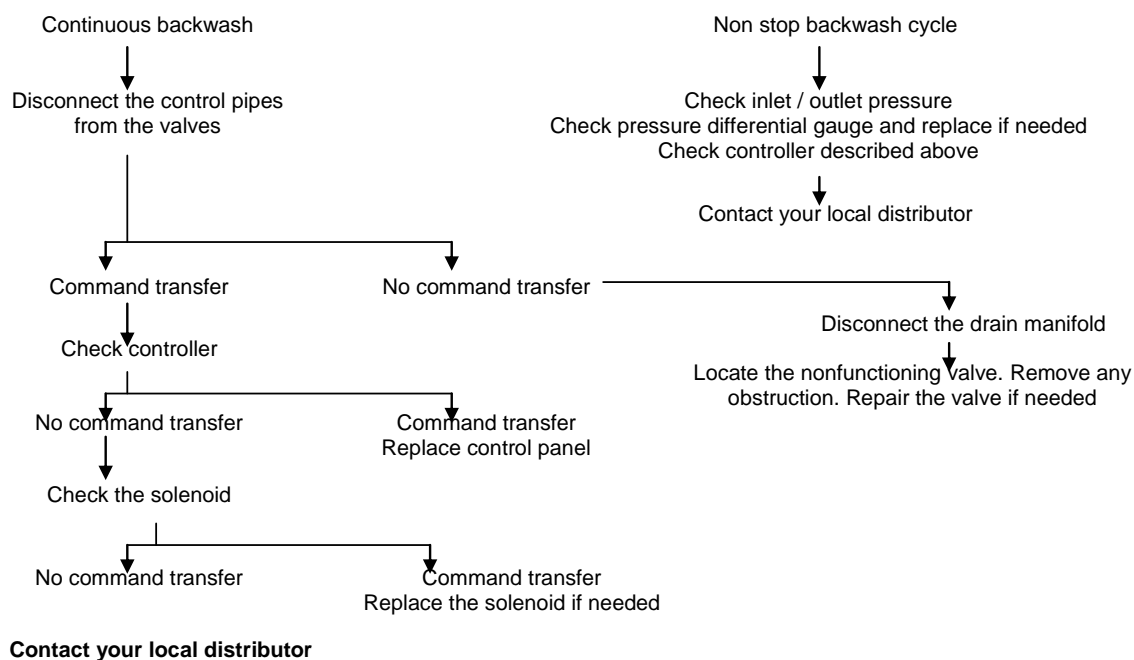 Continuous backwash
Non stop backwash cycle
Disconnect the control pipes
from the valves
Check inlet / outlet pressure
Check pressure differential gauge and replace if needed
Check controller described above
Contact your local distributor
Command transfer
No command transfer
Disconnect the drain manifold
Check controller
Locate the nonfunctioning valve. Remove any
obstruction. Repair the valve if needed
No command transfer
Command transfer
Replace control panel
Check the solenoid
No command transfer
Command transfer
Replace the solenoid if needed
Contact your local distributor